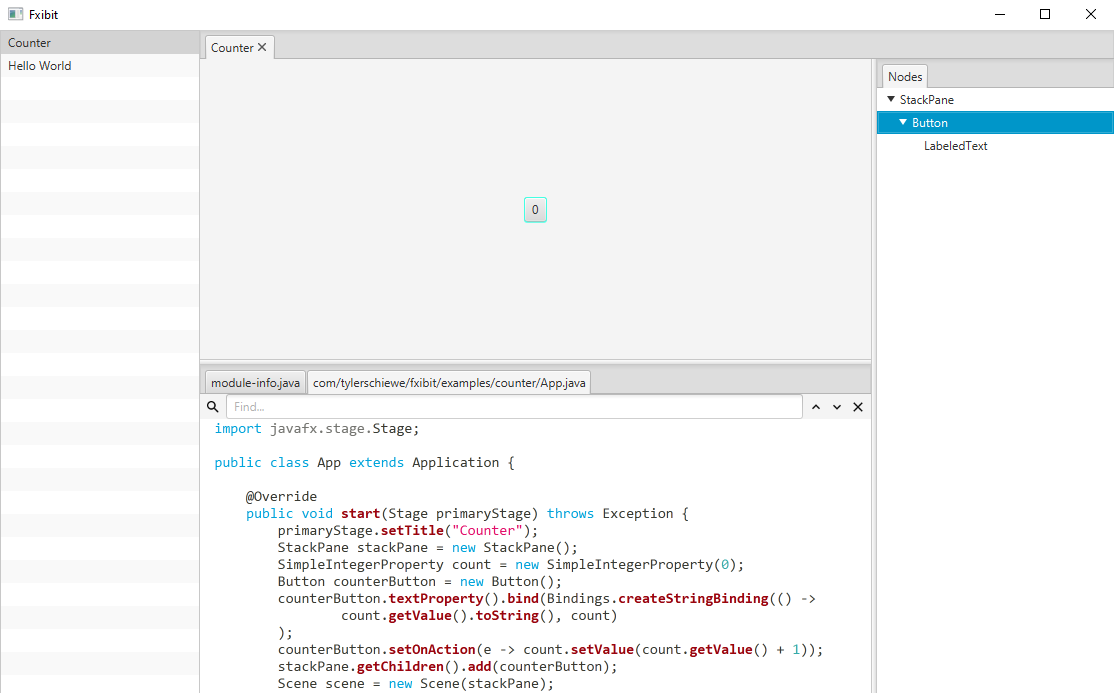 Fxibit
Counter
Hello World
Counter
0
Nodes
StackPane
Button
LabeledText
module-info.java
com/tylerschiewe/fxibit/examples/counter/App.java
Find...
import javafx.stage.Stage;
public class App extends Application {
@Override
public void start(Stage primaryStage) throws Exception {
primaryStage.setTitle("Counter");
StackPane stackPane = new StackPane();
SimpleIntegerProperty count = new SimpleIntegerProperty(0);
Button counterButton = new Button();
counterButton.textProperty().bind(Bindings.createStringBinding(() ->
count.getValue().toString(), count)
);
counterButton.setOnAction(e -> count.setValue(count.getValue() + 1));
stackPane.getChildren().add(counterButton);
Scene scene = new Scene(stackPane);